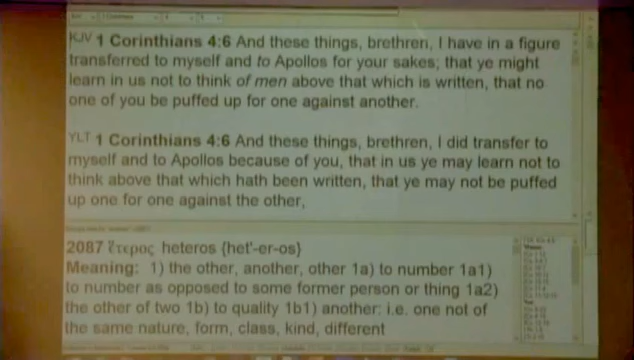 KJV 1 Corinthians 4:6 And these things, brethren, I have in a figure
transferred to myself and to Apollos for your sakes; that ye might
learn in us not to think of men above that which is written, that no
one of you be puffed up for one against another.
YLT 1 Corinthians 4:6 And these things, brethren, I did transfer to
myself and to Apollos because of you, that in us ye may learn not to
think above that which hath been written, that ye may not be puffed
up one for one against the other,
2087 ἕτερος heteros {het'-er-os}
Meaning: 1) the other, another, other 1a) to number 1a1)
to number as opposed to some former person or thing 1a2)
the other of two 1b) to quality 1b1) another: i.e. one not of
the same nature, form, class, kind, different